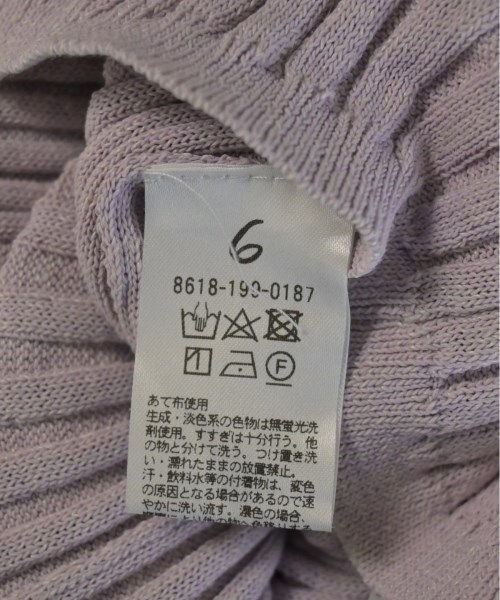 6
8618-199-0187
F
あて布使用
生成・淡色系の色物は無蛍光洗
剤使用。すすぎは十分行う。他
の物と分けて洗う。つけ置き洗
い・濡れたままの放置禁止。
汗・飲料水等の付着物は、変色
の原因となる場合があるので速
やかに洗い流す。濃色の場合、